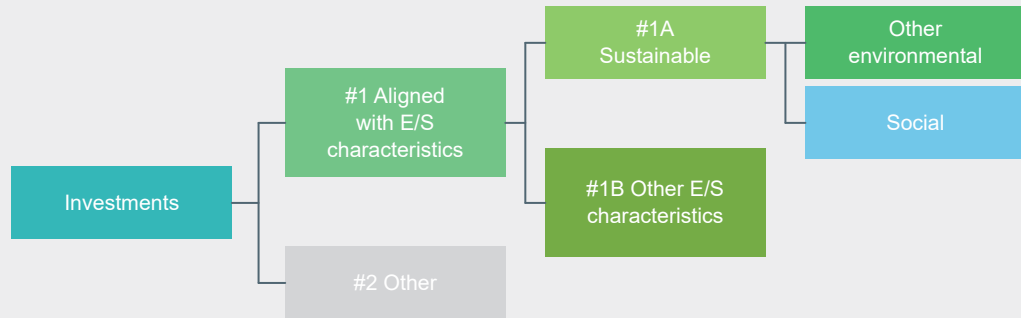 #1A
Sustainable
Other
environmental
#1 Aligned
with E/S
characteristics
Social
Investments
#1B Other E/S
characteristics
#2 Other